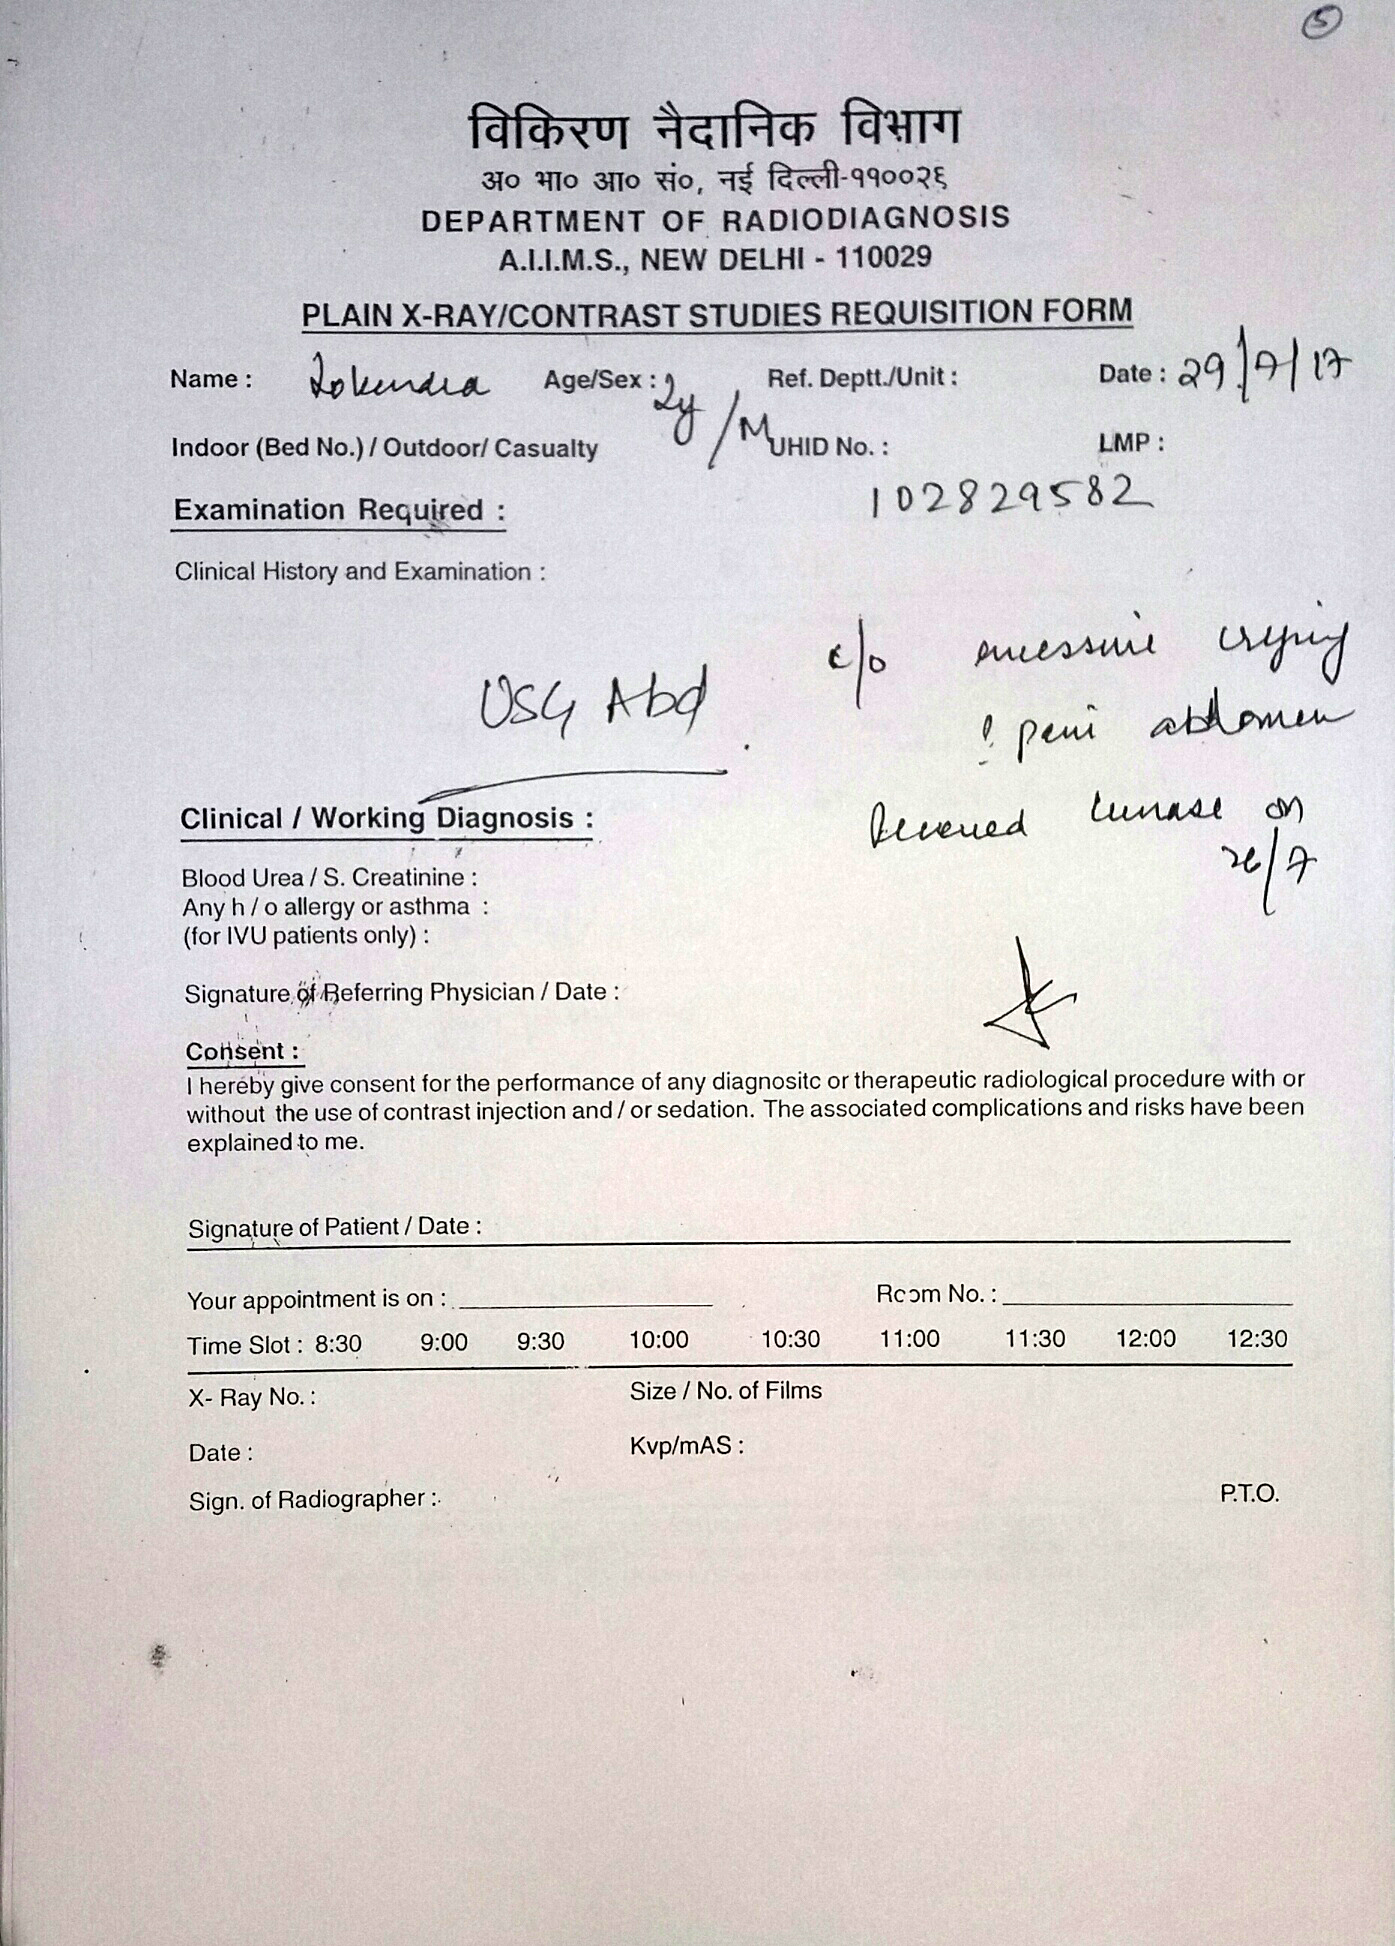 5
विकिरण नैदानिक विभाग
अ० भा० आ० सं०, नई दिल्ली-११००२६
DEPARTMENT OF RADIODIAGNOSIS
A.I.I.M.S., NEW DELHI - 110029
PLAIN X-RAY/CONTRAST STUDIES REQUISITION FORM
Name : Lokendra Age/Sex : 2y/M Ref. Deptt./Unit : Date : 29/7/17
Indoor (Bed No.) / Outdoor/ Casualty UHID No. : LMP :
102829582
Examination Required :
Clinical History and Examination :
c/o excessive crying
USG Abd. ? pain abdomen
Clinical / Working Diagnosis : Received on
26/7
Blood Urea / S. Creatinine :
Any h / o allergy or asthma :
(for IVU patients only) :
Signature of Referring Physician / Date :
Consent :
I hereby give consent for the performance of any diagnositc or therapeutic radiological procedure with or
without the use of contrast injection and / or sedation. The associated complications and risks have been
explained to me.
Signature of Patient / Date :
Your appointment is on : Room No. :
Time Slot : 8:30 9:00 9:30 10:00 10:30 11:00 11:30 12:00 12:30
X- Ray No. : Size / No. of Films
Date : Kvp/mAS :
Sign. of Radiographer : P.T.O.